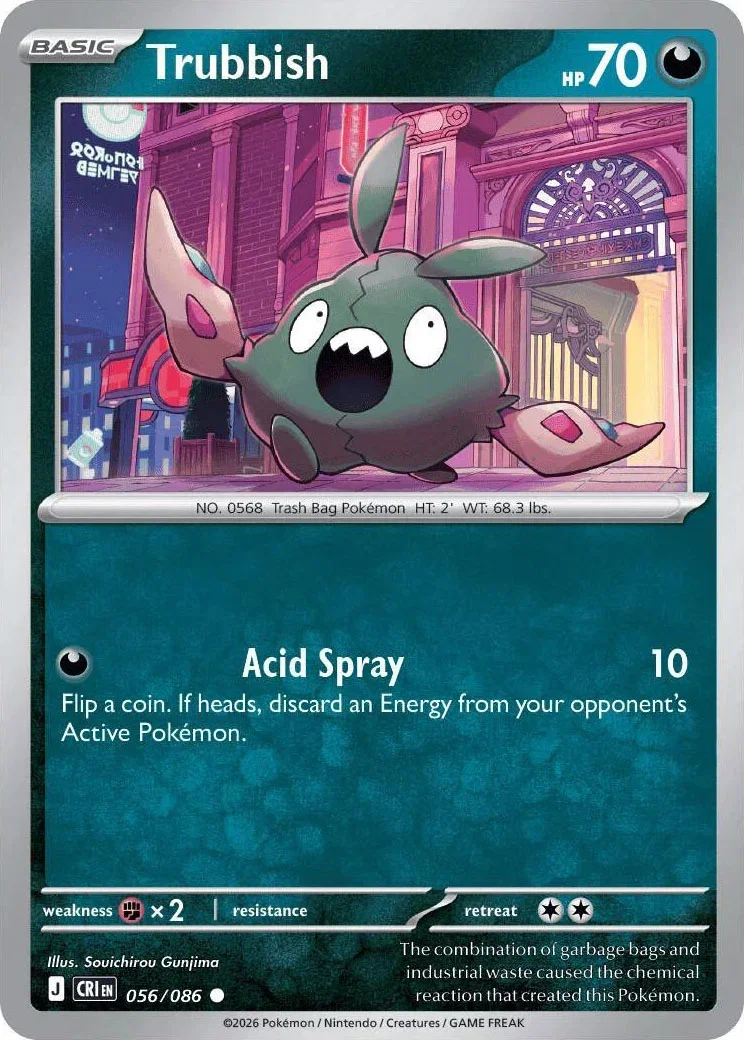 BASIC
Trubbish
HP 70
NO. 0568 Trash Bag Pokémon HT: 2' WT: 68.3 lbs.
Acid Spray 10
Flip a coin. If heads, discard an Energy from your opponent's
Active Pokémon.
weakness × 2 resistance retreat
Illus. Souichirou Gunjima
The combination of garbage bags and
industrial waste caused the chemical
reaction that created this Pokémon.
J CRI EN 056/086
©2026 Pokémon / Nintendo / Creatures / GAME FREAK